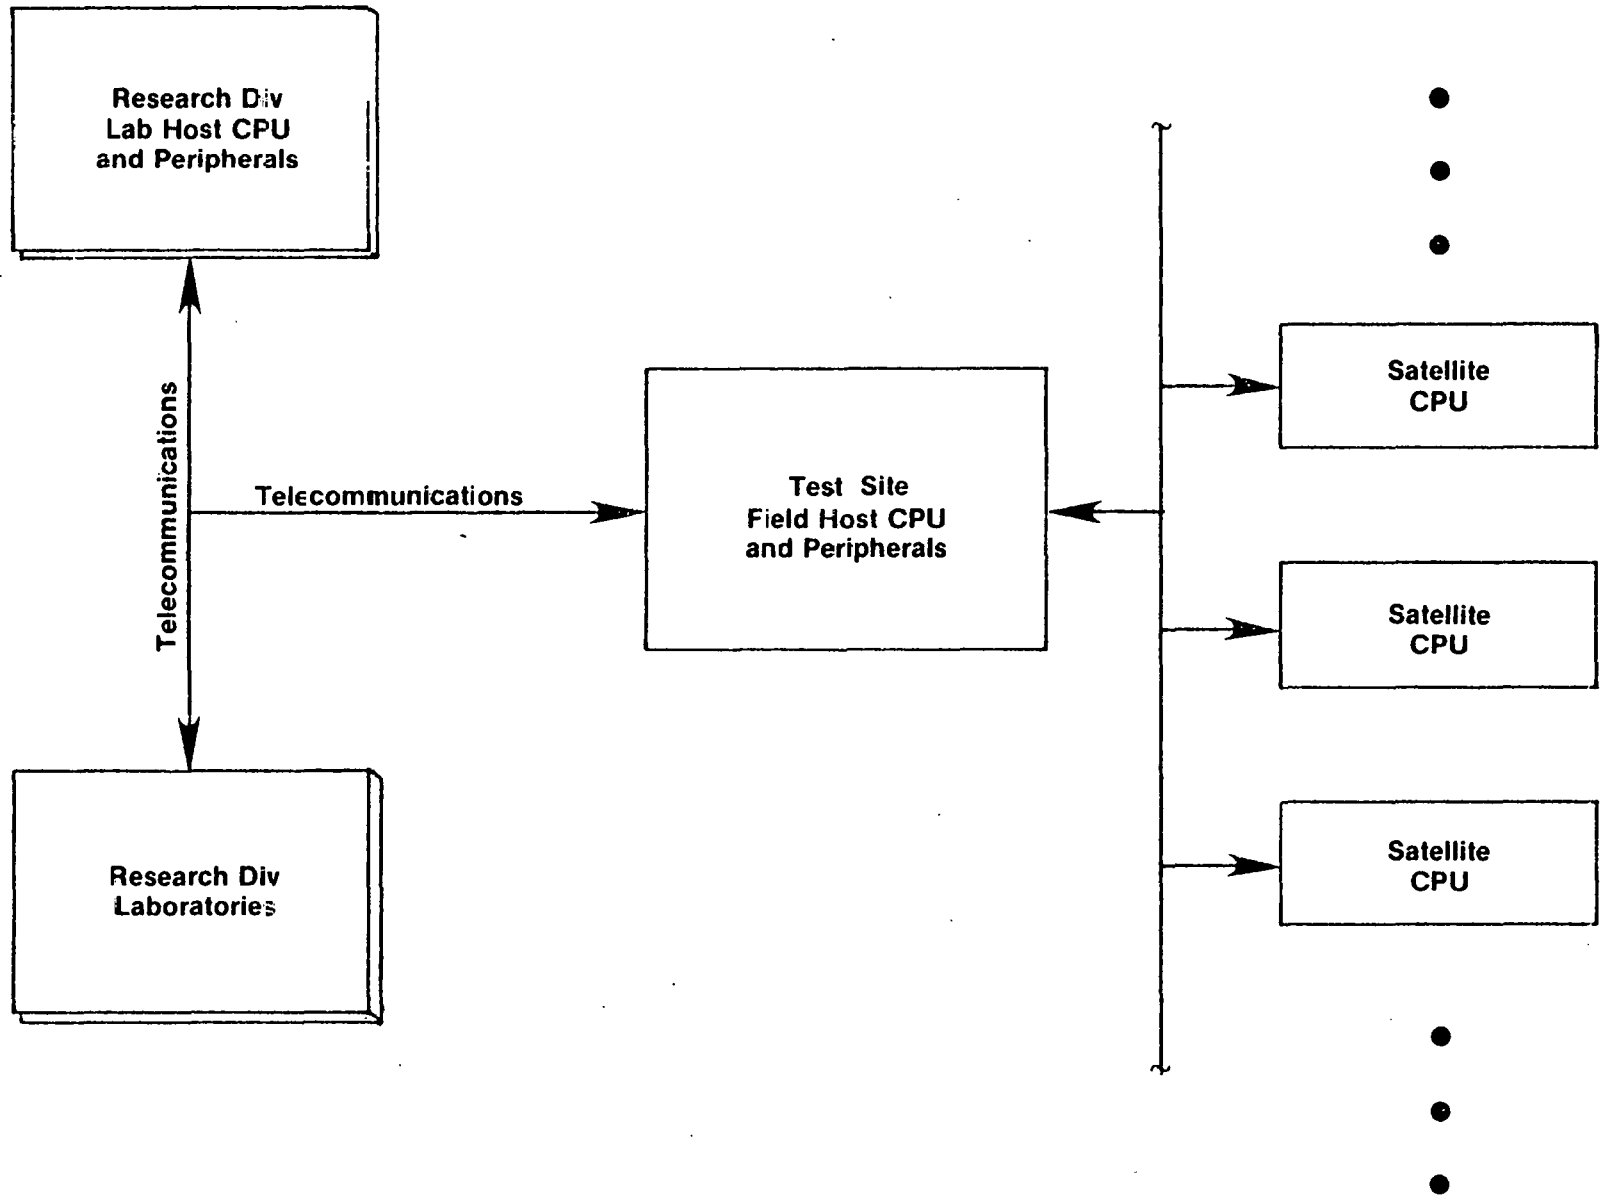 Research Div
Lab Host CPU
and Peripherals
Telecommunications
Telecommunications
Test Site
Field Host CPU
and Peripherals
Satellite
CPU
Satellite
CPU
Satellite
CPU
Research Div
Laboratories